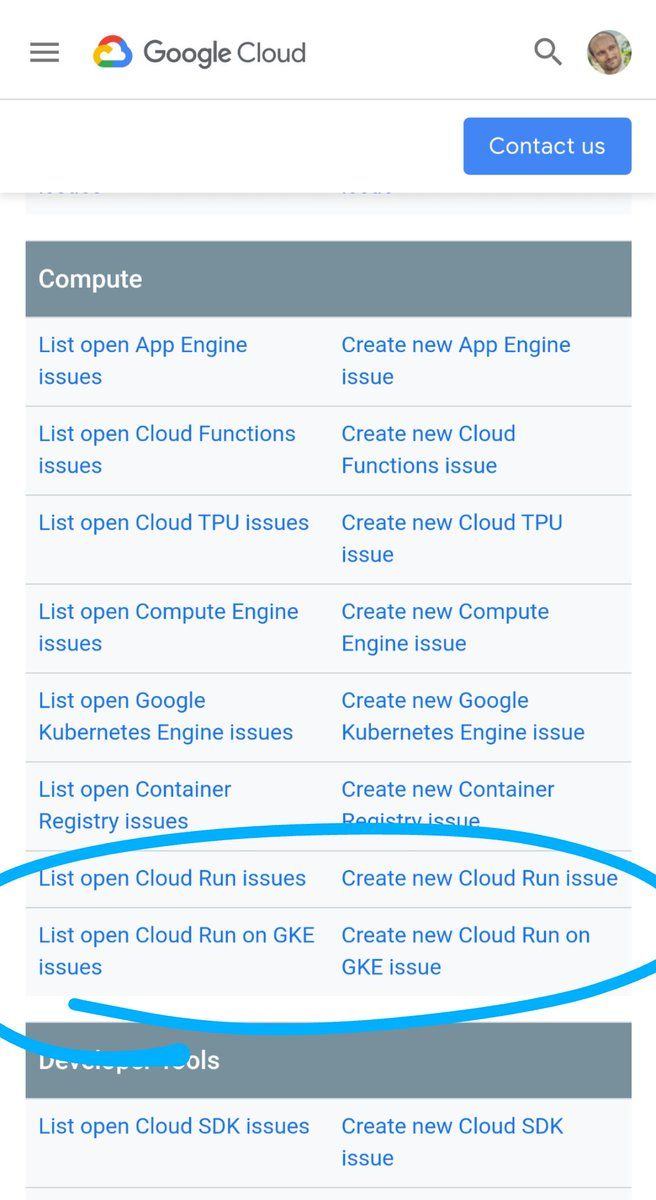 Google Cloud
Contact us
Compute
List open App Engine
issues
Create new App Engine
issue
List open Cloud Functions
issues
Create new Cloud
Functions issue
List open Cloud TPU issues
Create new Cloud TPU
issue
List open Compute Engine
issues
Create new Compute
Engine issue
List open Google
Kubernetes Engine issues
Create new Google
Kubernetes Engine issue
List open Container
Registry issues
Create new Container
Registry issue
List open Cloud Run issues
Create new Cloud Run issue
List open Cloud Run on GKE
issues
Create new Cloud Run on
GKE issue
Developer Tools
List open Cloud SDK issues
Create new Cloud SDK
issue